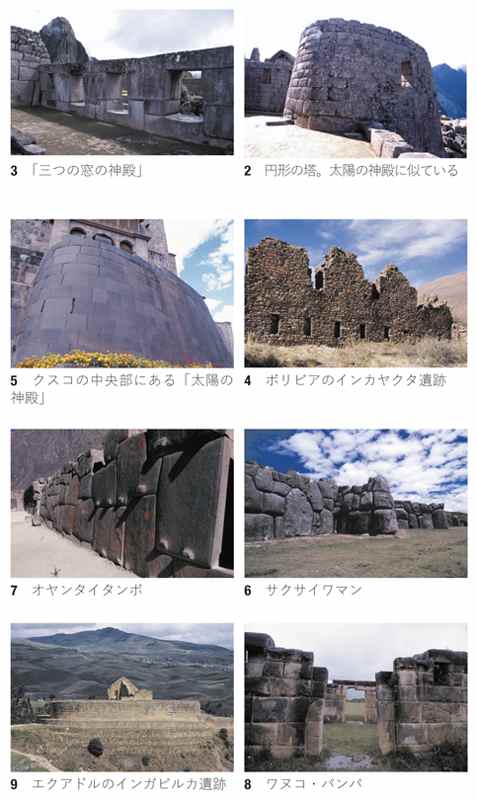 3 「三つの窓の神殿」
2 円形の塔。太陽の神殿に似ている
5 クスコの中央部にある「太陽の
神殿」
4 ボリビアのインカヤクタ遺跡
7 オヤンタイタンボ
6 サクサイワマン
9 エクアドルのインガピルカ遺跡
8 ワヌコ・パンパ